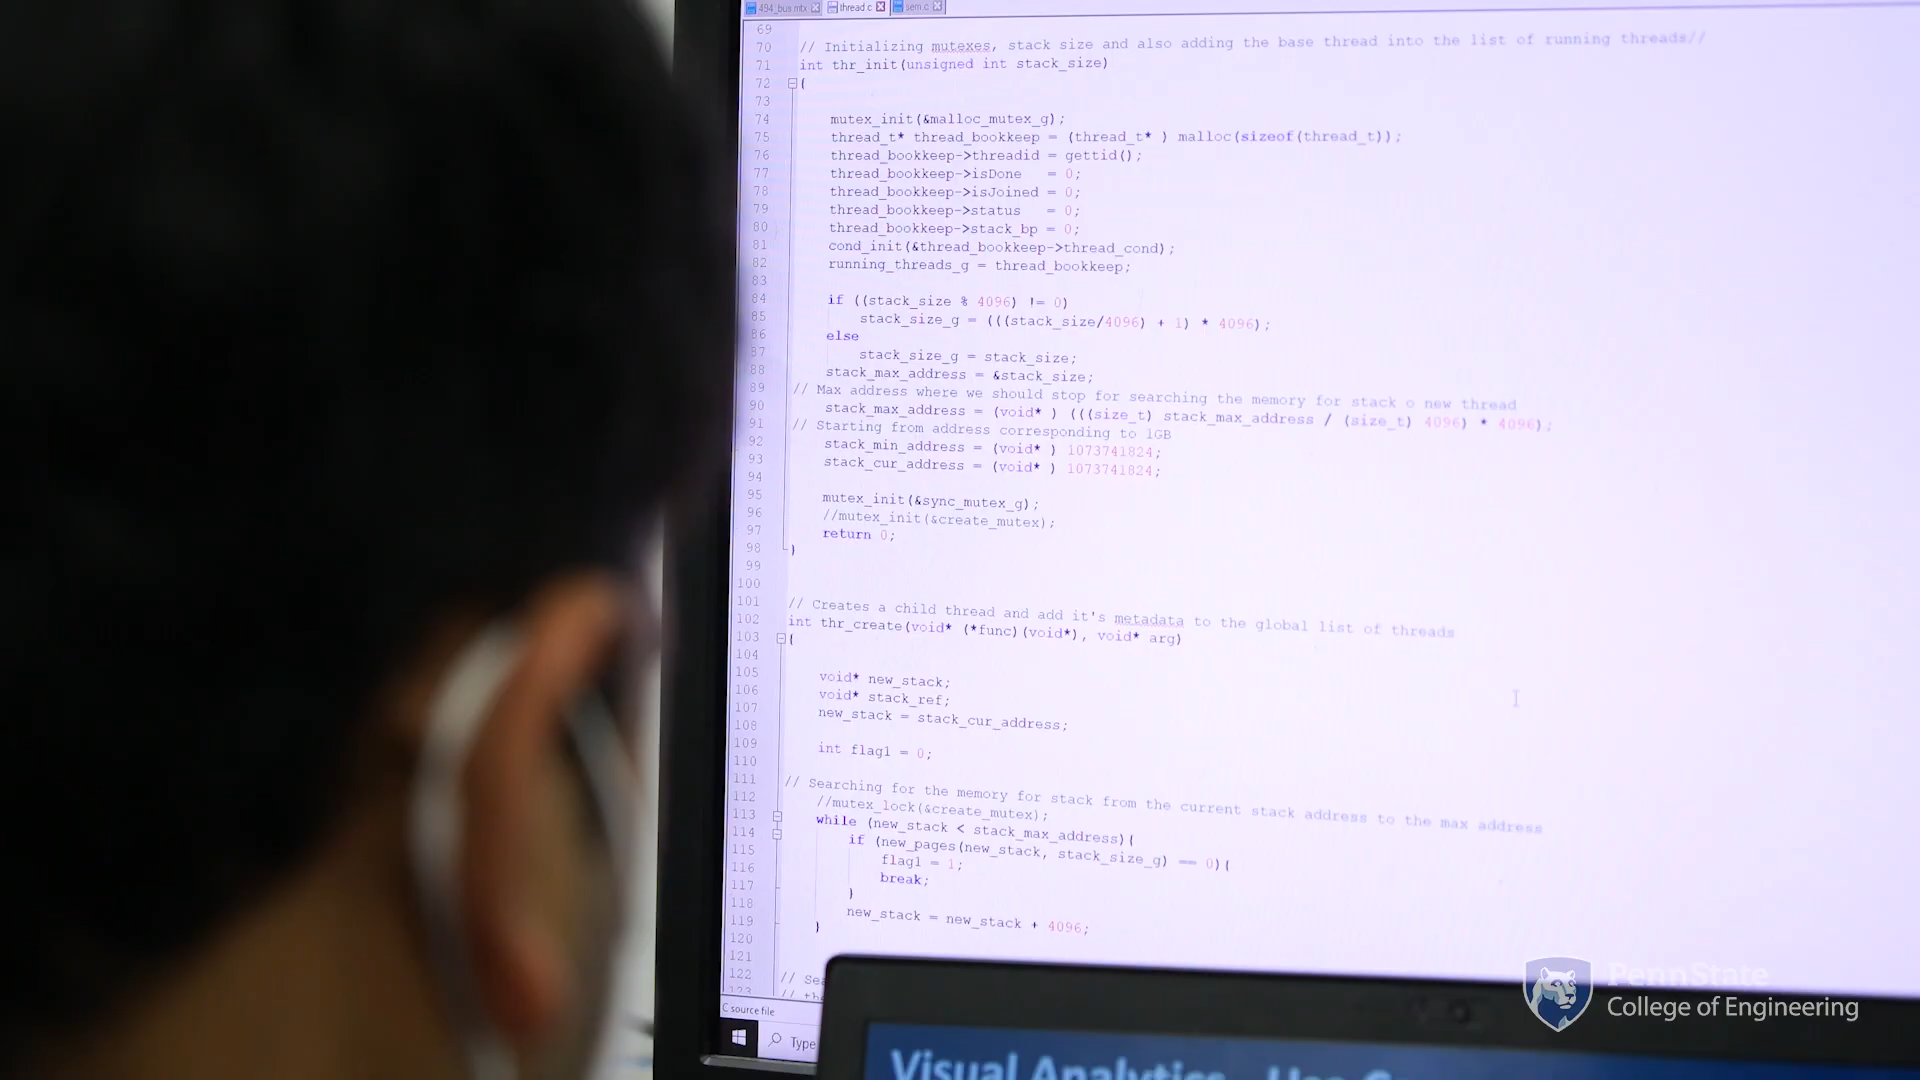 494_bus.mtx thread.c sem.c
69
70 // Initializing mutexes, stack size and also adding the base thread into the list of running threads//
71 int thr_init(unsigned int stack_size)
72 {
73
74 mutex_init(&malloc_mutex_g);
75 thread_t* thread_bookkeep = (thread_t* ) malloc(sizeof(thread_t));
76 thread_bookkeep->threadid = gettid();
77 thread_bookkeep->isDone = 0;
78 thread_bookkeep->isJoined = 0;
79 thread_bookkeep->status = 0;
80 thread_bookkeep->stack_bp = 0;
81 cond_init(&thread_bookkeep->thread_cond);
82 running_threads_g = thread_bookkeep;
83
84 if ((stack_size % 4096) != 0)
85 stack_size_g = (((stack_size/4096) + 1) * 4096);
86 else
87 stack_size_g = stack_size;
88 stack_max_address = &stack_size;
89 // Max address where we should stop for searching the memory for stack o new thread
90 stack_max_address = (void* ) (((size_t) stack_max_address / (size_t) 4096) * 4096);
91 // Starting from address corresponding to 1GB
92 stack_min_address = (void* ) 1073741824;
93 stack_cur_address = (void* ) 1073741824;
94
95 mutex_init(&sync_mutex_g);
96 //mutex_init(&create_mutex);
97 return 0;
98 }
99
100
101 // Creates a child thread and add it's metadata to the global list of threads
102 int thr_create(void* (*func)(void*), void* arg)
103 {
104
105 void* new_stack;
106 void* stack_ref;
107 new_stack = stack_cur_address;
108
109 int flag1 = 0;
110
111 // Searching for the memory for stack from the current stack address to the max address
112 //mutex_lock(&create_mutex);
113 while (new_stack < stack_max_address){
114 if (new_pages(new_stack, stack_size_g) == 0){
115 flag1 = 1;
116 break;
117 }
118 new_stack = new_stack + 4096;
119 }
120
121
122 // Sea
123 // th
C source file
Type
PennState
College of Engineering
Visual Analytics